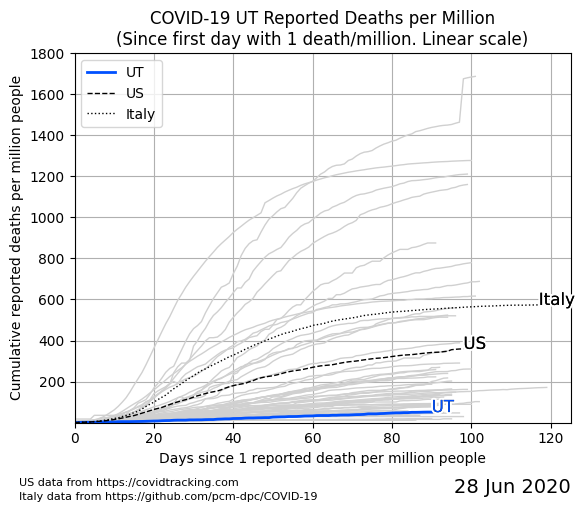 COVID-19 UT Reported Deaths per Million
(Since first day with 1 death/million. Linear scale)
Cumulative reported deaths per million people
1800
1600
1400
1200
1000
800
600
400
200
UT
US
Italy
Italy
US
UT
0
20
40
60
80
100
120
Days since 1 reported death per million people
US data from https://covidtracking.com
Italy data from https://github.com/pcm-dpc/COVID-19
28 Jun 2020